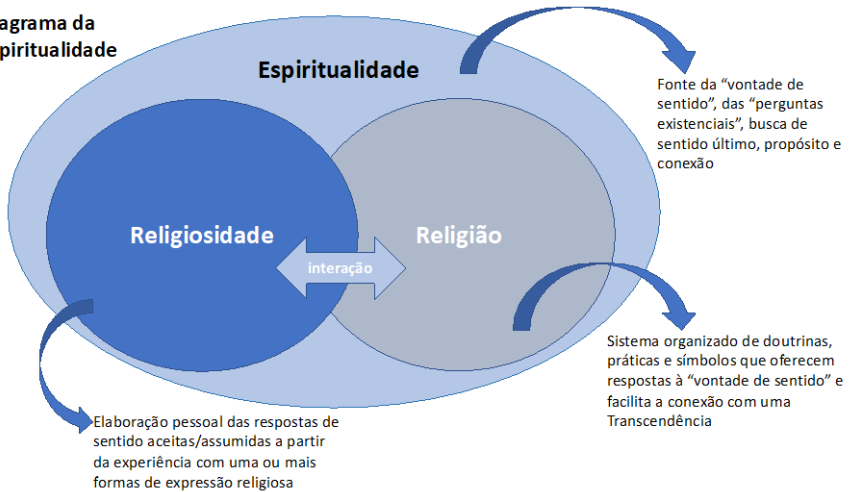 agrama da
piritualidade
Espiritualidade
Fonte da “vontade de
sentido”, das “perguntas
existenciais”, busca de
sentido último, propósito e
conexão
Religiosidade
Religião
interação
Sistema organizado de doutrinas,
práticas e símbolos que oferecem
respostas à “vontade de sentido” e
facilita a conexão com uma
Transcendência
Elaboração pessoal das respostas de
sentido aceitas/assumidas a partir
da experiência com uma ou mais
formas de expressão religiosa